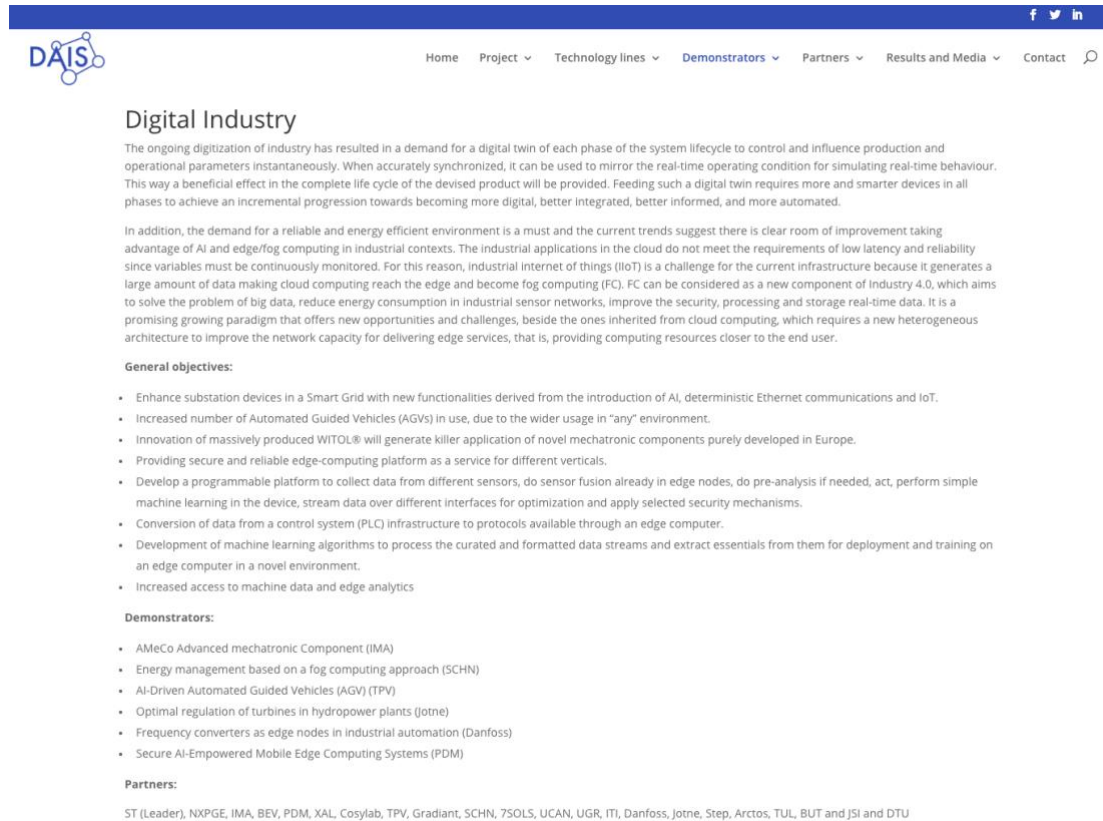 DAIS
Home Project Technology lines Demonstrators Partners Results and Media Contact
Digital Industry
The ongoing digitization of industry has resulted in a demand for a digital twin of each phase of the system lifecycle to control and influence production and
operational parameters instantaneously. When accurately synchronized, it can be used to mirror the real-time operating condition for simulating real-time behaviour.
This way a beneficial effect in the complete life cycle of the devised product will be provided. Feeding such a digital twin requires more and smarter devices in all
phases to achieve an incremental progression towards becoming more digital, better integrated, better informed, and more automated.
In addition, the demand for a reliable and energy efficient environment is a must and the current trends suggest there is clear room of improvement taking
advantage of AI and edge/fog computing in industrial contexts. The industrial applications in the cloud do not meet the requirements of low latency and reliability
since variables must be continuously monitored. For this reason, industrial internet of things (IIoT) is a challenge for the current infrastructure because it generates a
large amount of data making cloud computing reach the edge and become fog computing (FC). FC can be considered as a new component of Industry 4.0, which aims
to solve the problem of big data, reduce energy consumption in industrial sensor networks, improve the security, processing and storage real-time data. It is a
promising growing paradigm that offers new opportunities and challenges, beside the ones inherited from cloud computing, which requires a new heterogeneous
architecture to improve the network capacity for delivering edge services, that is, providing computing resources closer to the end user.
General objectives:
• Enhance substation devices in a Smart Grid with new functionalities derived from the introduction of AI, deterministic Ethernet communications and IoT.
• Increased number of Automated Guided Vehicles (AGVs) in use, due to the wider usage in “any” environment.
• Innovation of massively produced WITOL® will generate killer application of novel mechatronic components purely developed in Europe.
• Providing secure and reliable edge-computing platform as a service for different verticals.
• Develop a programmable platform to collect data from different sensors, do sensor fusion already in edge nodes, do pre-analysis if needed, act, perform simple
machine learning in the device, stream data over different interfaces for optimization and apply selected security mechanisms.
• Conversion of data from a control system (PLC) infrastructure to protocols available through an edge computer.
• Development of machine learning algorithms to process the curated and formatted data streams and extract essentials from them for deployment and training on
an edge computer in a novel environment.
• Increased access to machine data and edge analytics
Demonstrators:
• AMeCo Advanced mechatronic Component (IMA)
• Energy management based on a fog computing approach (SCHN)
• AI-Driven Automated Guided Vehicles (AGV) (TPV)
• Optimal regulation of turbines in hydropower plants (Jotne)
• Frequency converters as edge nodes in industrial automation (Danfoss)
• Secure AI-Empowered Mobile Edge Computing Systems (PDM)
Partners:
ST (Leader), NXPGE, IMA, BEV, PDM, XAL, Cosylab, TPV, Gradiant, SCHN, 7SOLS, UCAN, UGR, ITI, Danfoss, Jotne, Step, Arctos, TUL, BUT and JSI and DTU